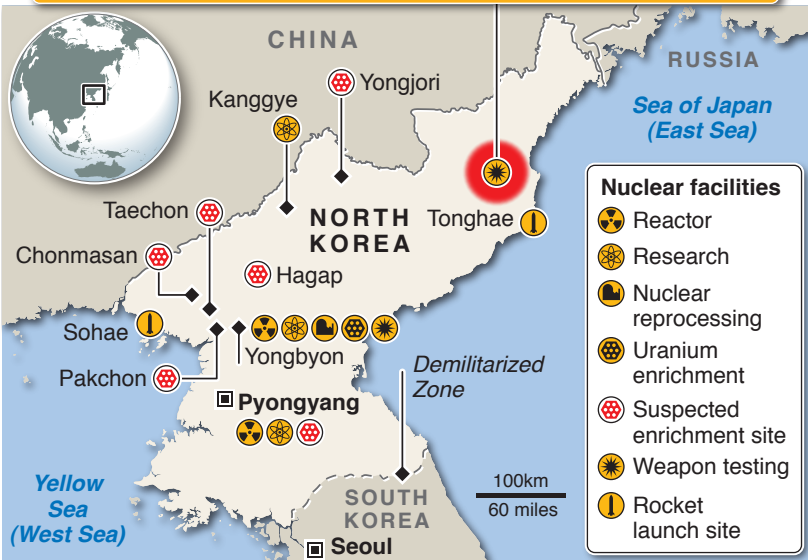 CHINA
RUSSIA
Yongjori
Kanggye
Sea of Japan
(East Sea)
Taechon
NORTH
KOREA
Tonghae
Chonmasan
Hagap
Sohae
Yongbyon
Pakchon
Demilitarized
Zone
Pyongyang
Yellow
Sea
(West Sea)
SOUTH
KOREA
Seoul
100km
60 miles
Nuclear facilities
Reactor
Research
Nuclear
reprocessing
Uranium
enrichment
Suspected
enrichment site
Weapon testing
Rocket
launch site